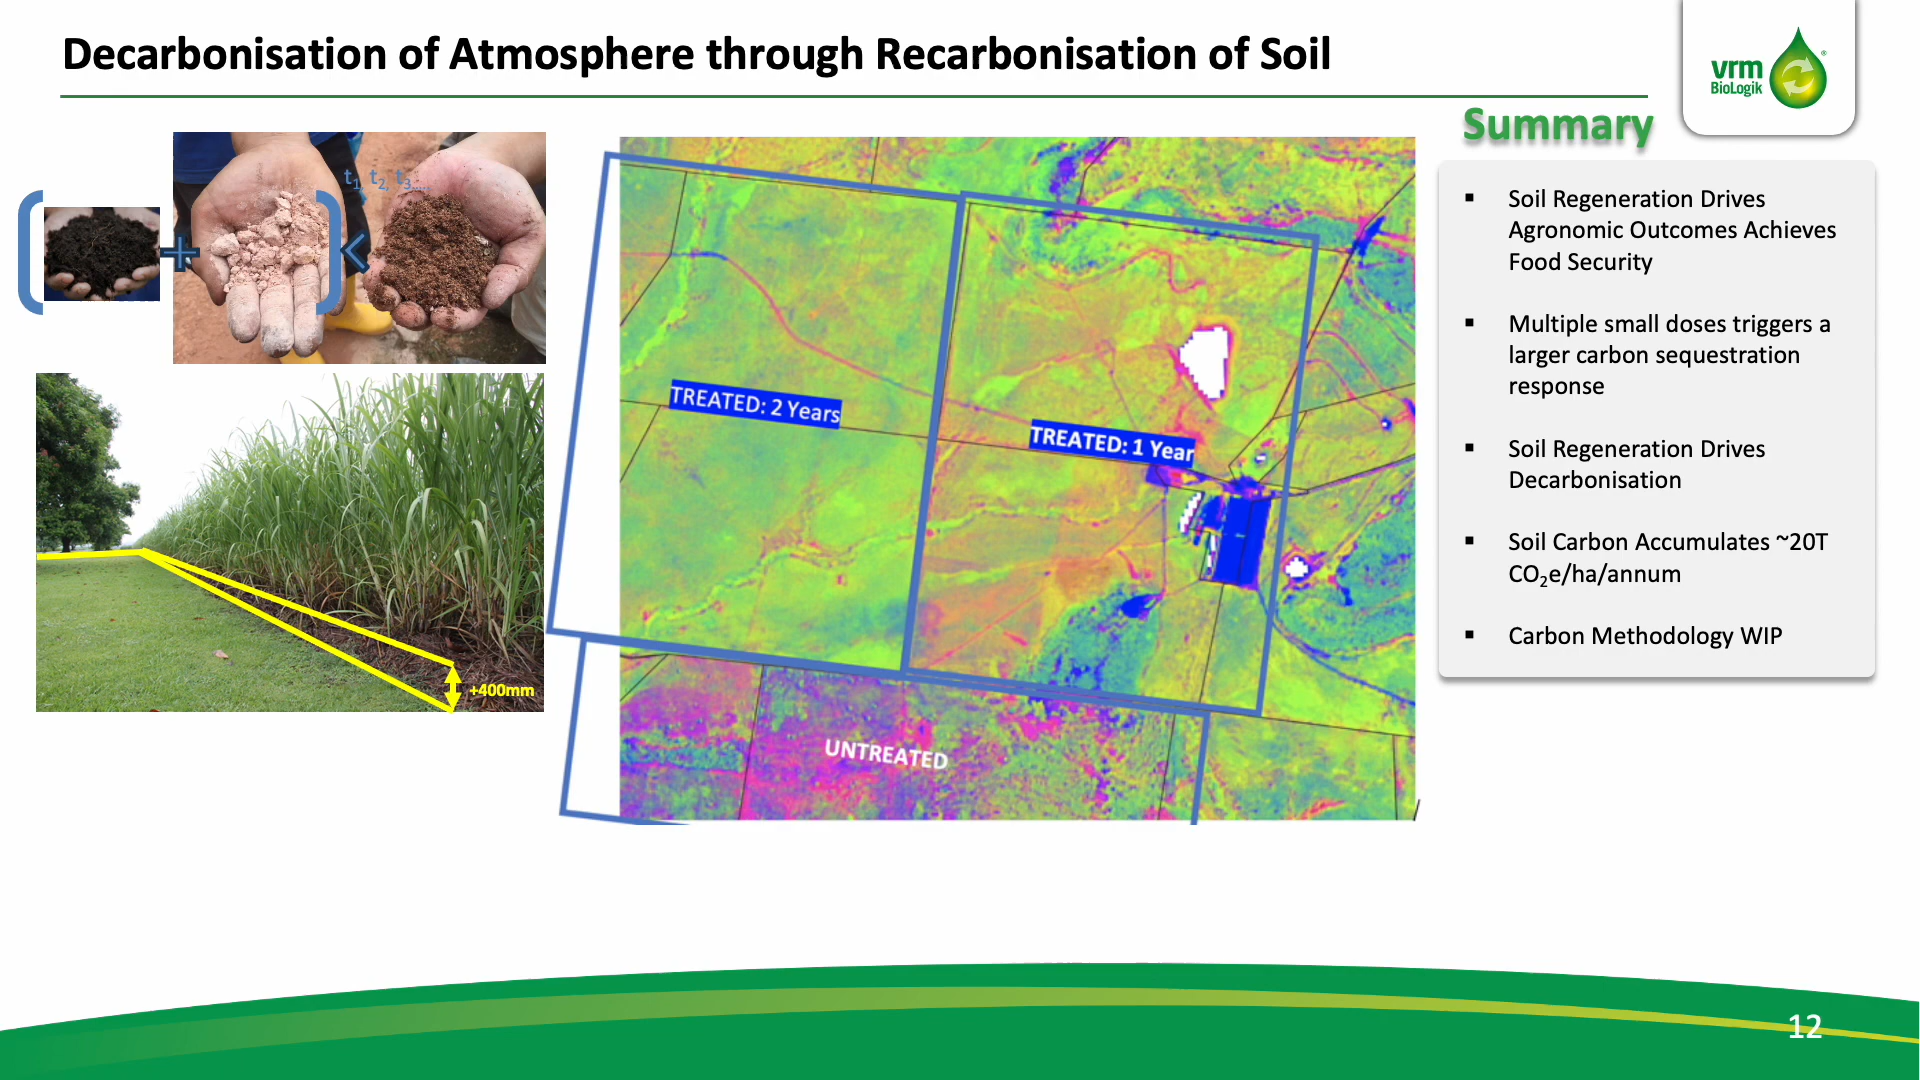 Decarbonisation of Atmosphere through Recarbonisation of Soil
vrm
BioLogik
®
Summary
t1, t2, t3....
+
<
+400mm
TREATED: 2 Years
TREATED: 1 Year
UNTREATED
▪ Soil Regeneration Drives
Agronomic Outcomes Achieves
Food Security
▪ Multiple small doses triggers a
larger carbon sequestration
response
▪ Soil Regeneration Drives
Decarbonisation
▪ Soil Carbon Accumulates ~20T
CO₂e/ha/annum
▪ Carbon Methodology WIP
12